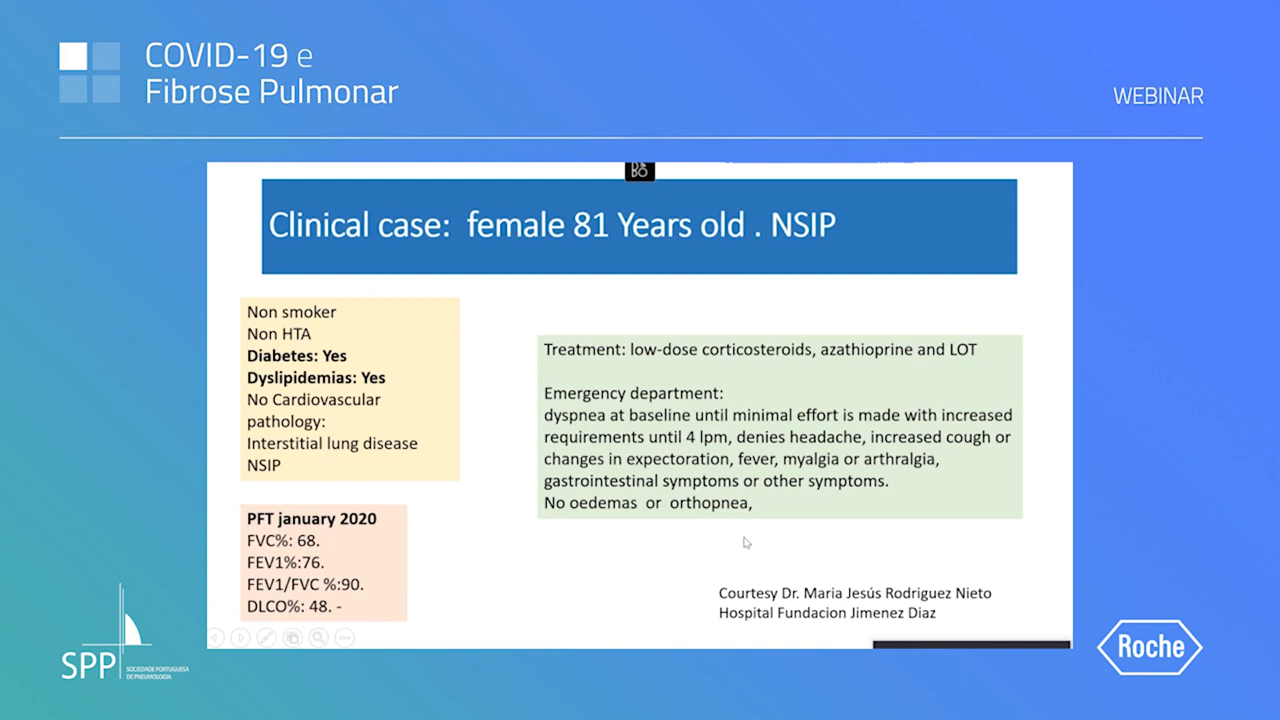 COVID-19 e
Fibrose Pulmonar
WEBINAR
Clinical case: female 81 Years old . NSIP
Non smoker
Non HTA
Diabetes: Yes
Dyslipidemias: Yes
No Cardiovascular
pathology:
Interstitial lung disease
NSIP
PFT january 2020
FVC%: 68.
FEV1%:76.
FEV1/FVC %:90.
DLCO%: 48. -
Treatment: low-dose corticosteroids, azathioprine and LOT
Emergency department:
dyspnea at baseline until minimal effort is made with increased
requirements until 4 lpm, denies headache, increased cough or
changes in expectoration, fever, myalgia or arthralgia,
gastrointestinal symptoms or other symptoms.
No oedemas or orthopnea,
Courtesy Dr. Maria Jesús Rodriguez Nieto
Hospital Fundacion Jimenez Diaz
SPP
SOCIEDADE PORTUGUESA
DE PNEUMOLOGIA
Roche